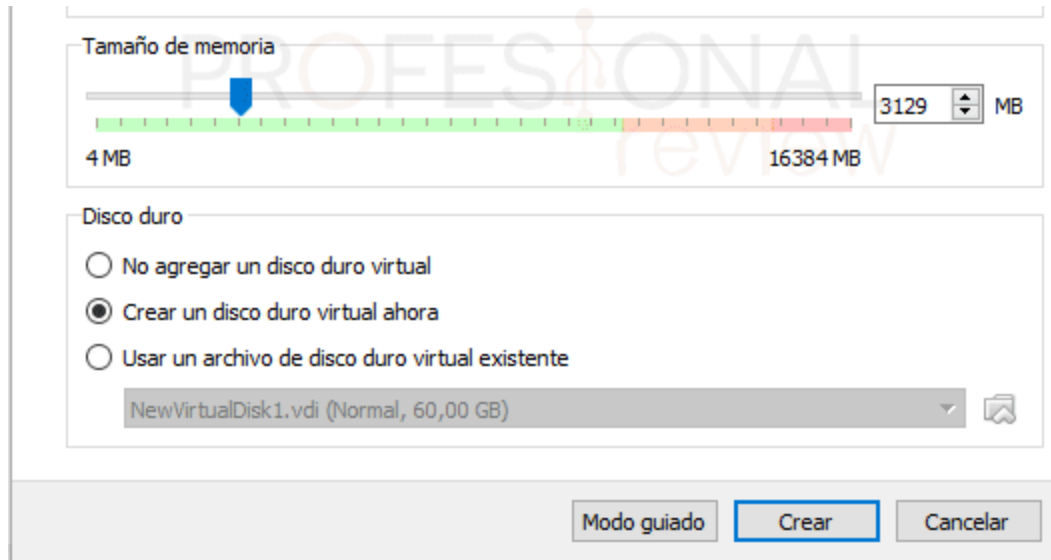 Tamaño de memoria
PROFESIONAL
review
3129 MB
4 MB 16384 MB
Disco duro
No agregar un disco duro virtual
Crear un disco duro virtual ahora
Usar un archivo de disco duro virtual existente
NewVirtualDisk1.vdi (Normal, 60,00 GB)
Modo guiado Crear Cancelar